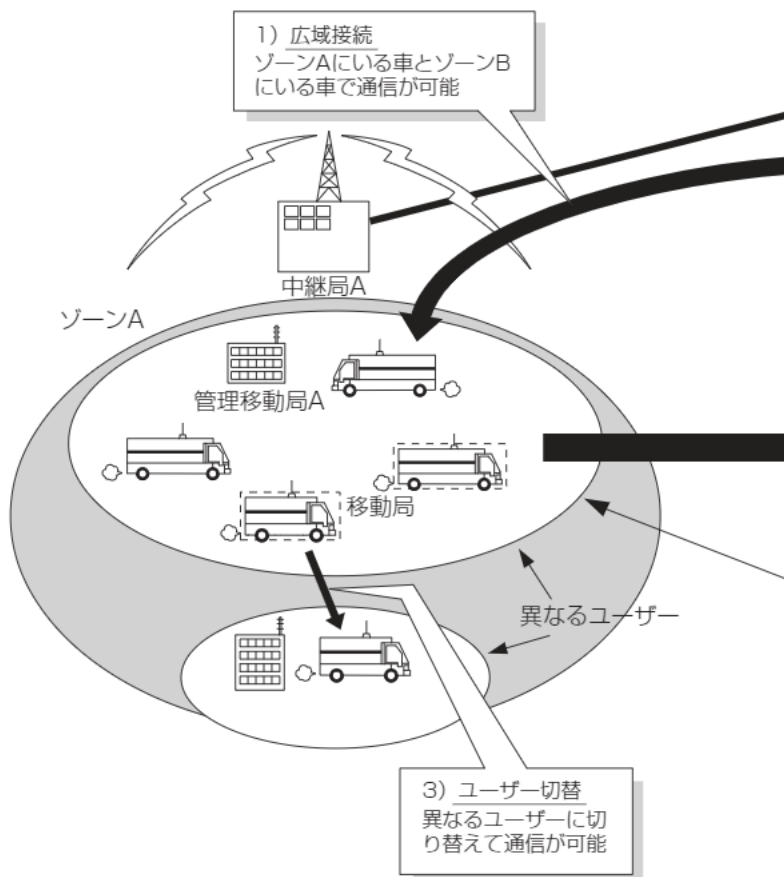 1）広域接続
ゾーンAにいる車とゾーンB
にいる車で通信が可能
中継局A
ゾーンA
管理移動局A
移動局
異なるユーザー
3）ユーザー切替
異なるユーザーに切
り替えて通信が可能